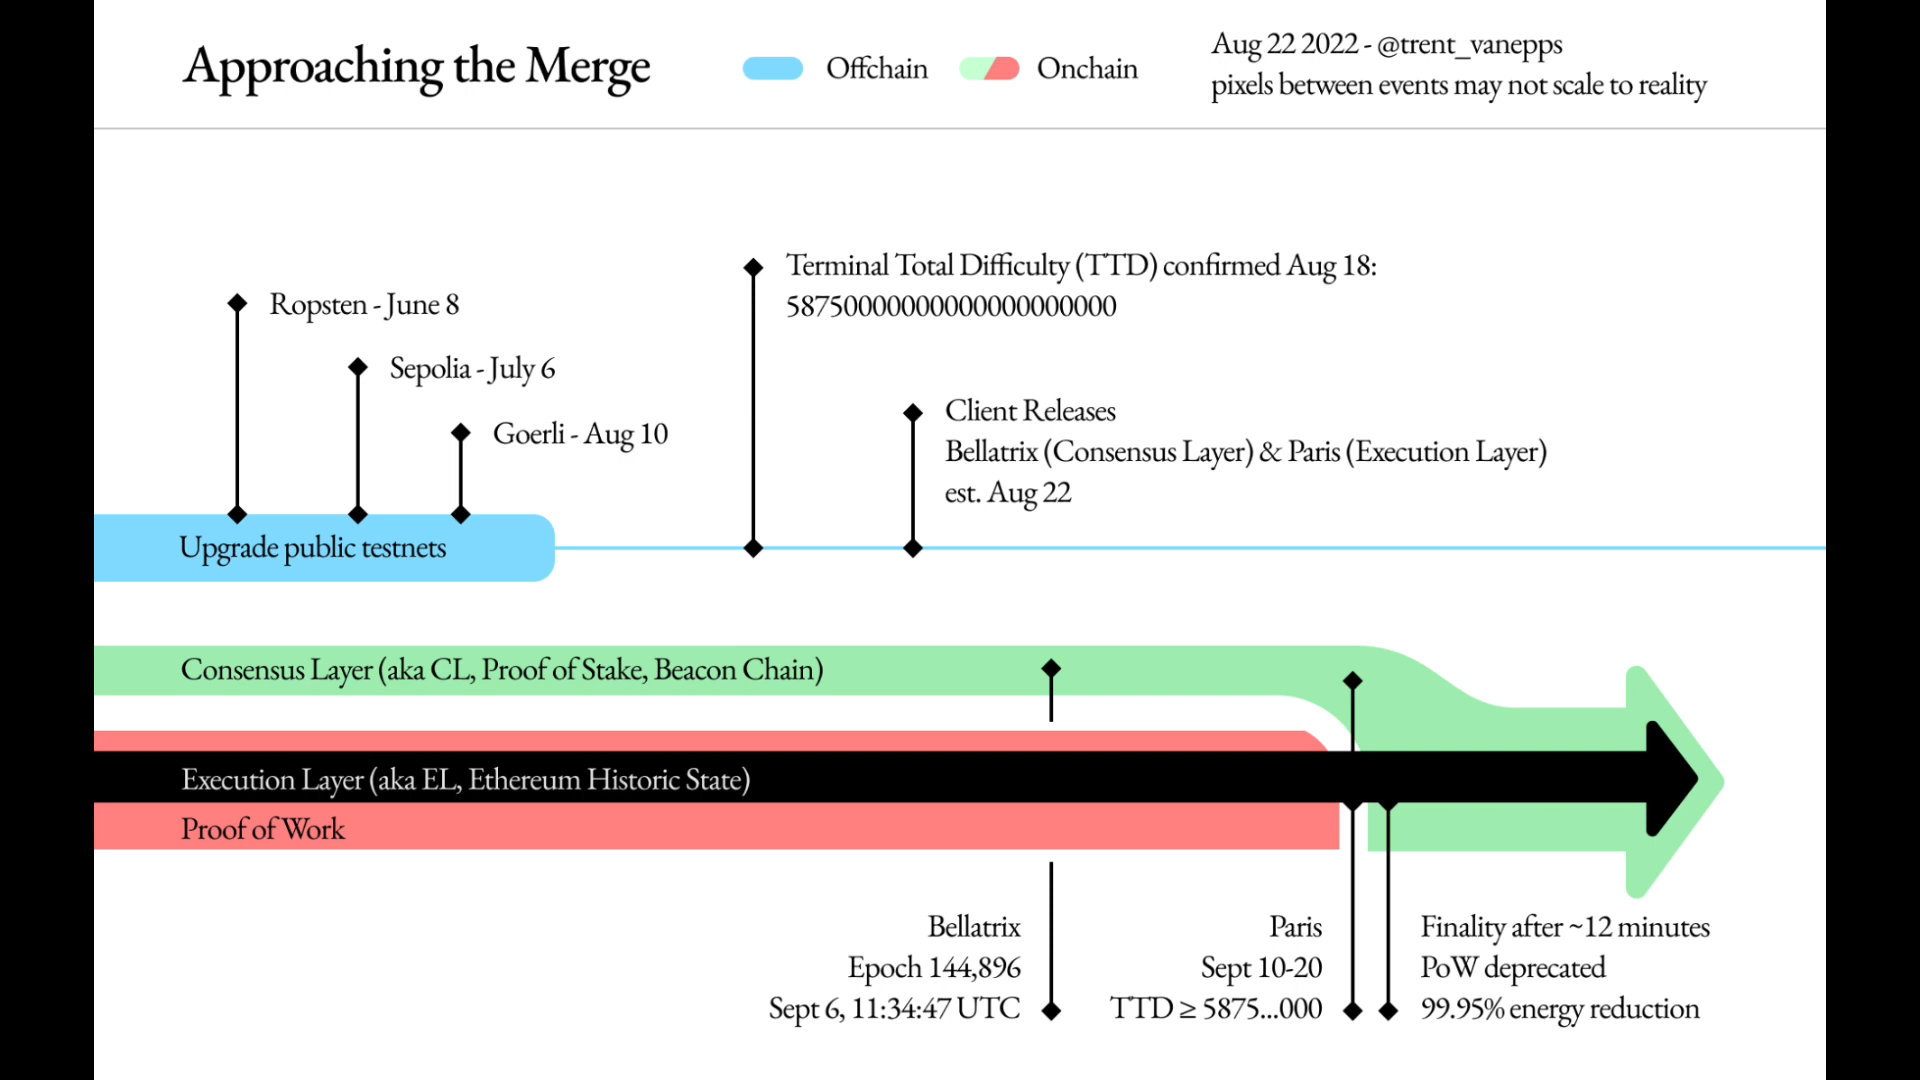 Approaching the Merge
Offchain
Onchain
Aug 22 2022 - @trent_vanepps
pixels between events may not scale to reality
Terminal Total Difficulty (TTD) confirmed Aug 18:
58750000000000000000000
Ropsten - June 8
Sepolia - July 6
Goerli - Aug 10
Client Releases
Bellatrix (Consensus Layer) & Paris (Execution Layer)
est. Aug 22
Upgrade public testnets
Consensus Layer (aka CL, Proof of Stake, Beacon Chain)
Execution Layer (aka EL, Ethereum Historic State)
Proof of Work
Bellatrix
Epoch 144,896
Sept 6, 11:34:47 UTC
Paris
Sept 10-20
TTD ≥ 5875...000
Finality after ~12 minutes
PoW deprecated
99.95% energy reduction